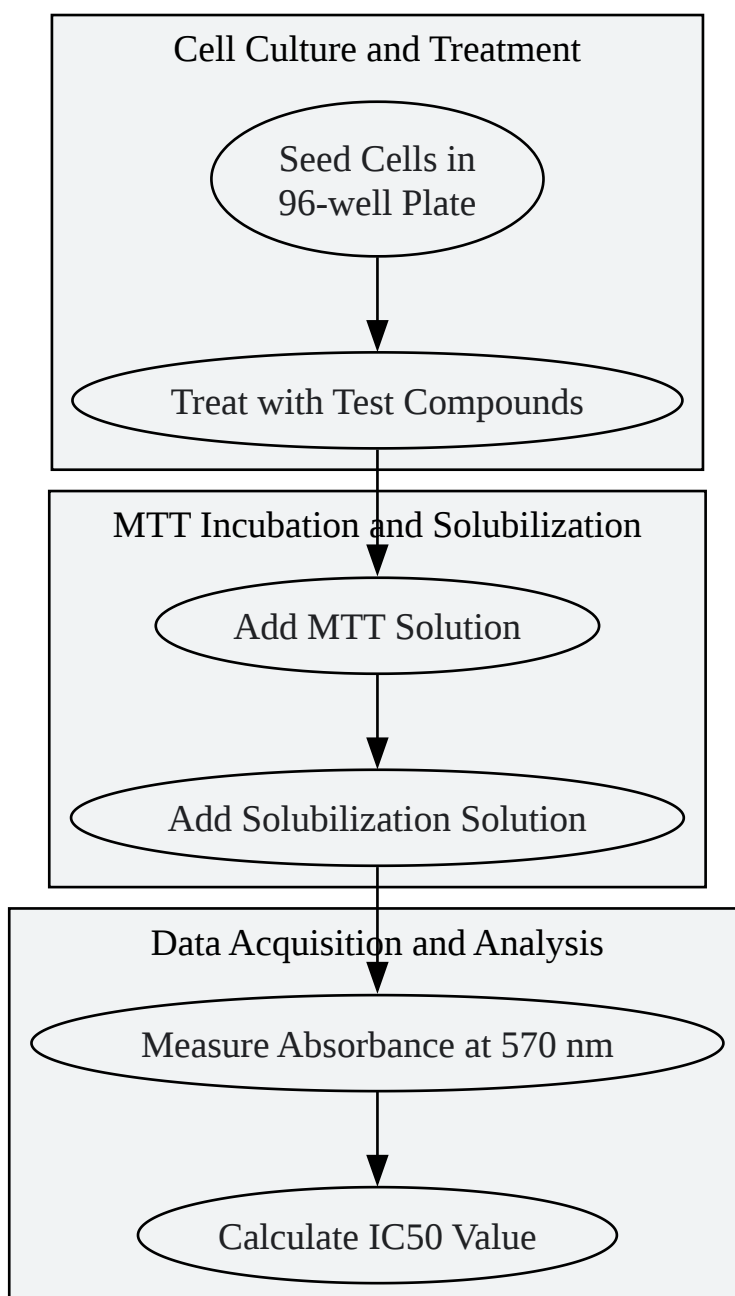 Cell Culture and Treatment
Seed Cells in
96-well Plate
Treat with Test Compounds
MTT Incubation and Solubilization
Add MTT Solution
Add Solubilization Solution
Data Acquisition and Analysis
Measure Absorbance at 570 nm
Calculate IC50 Value